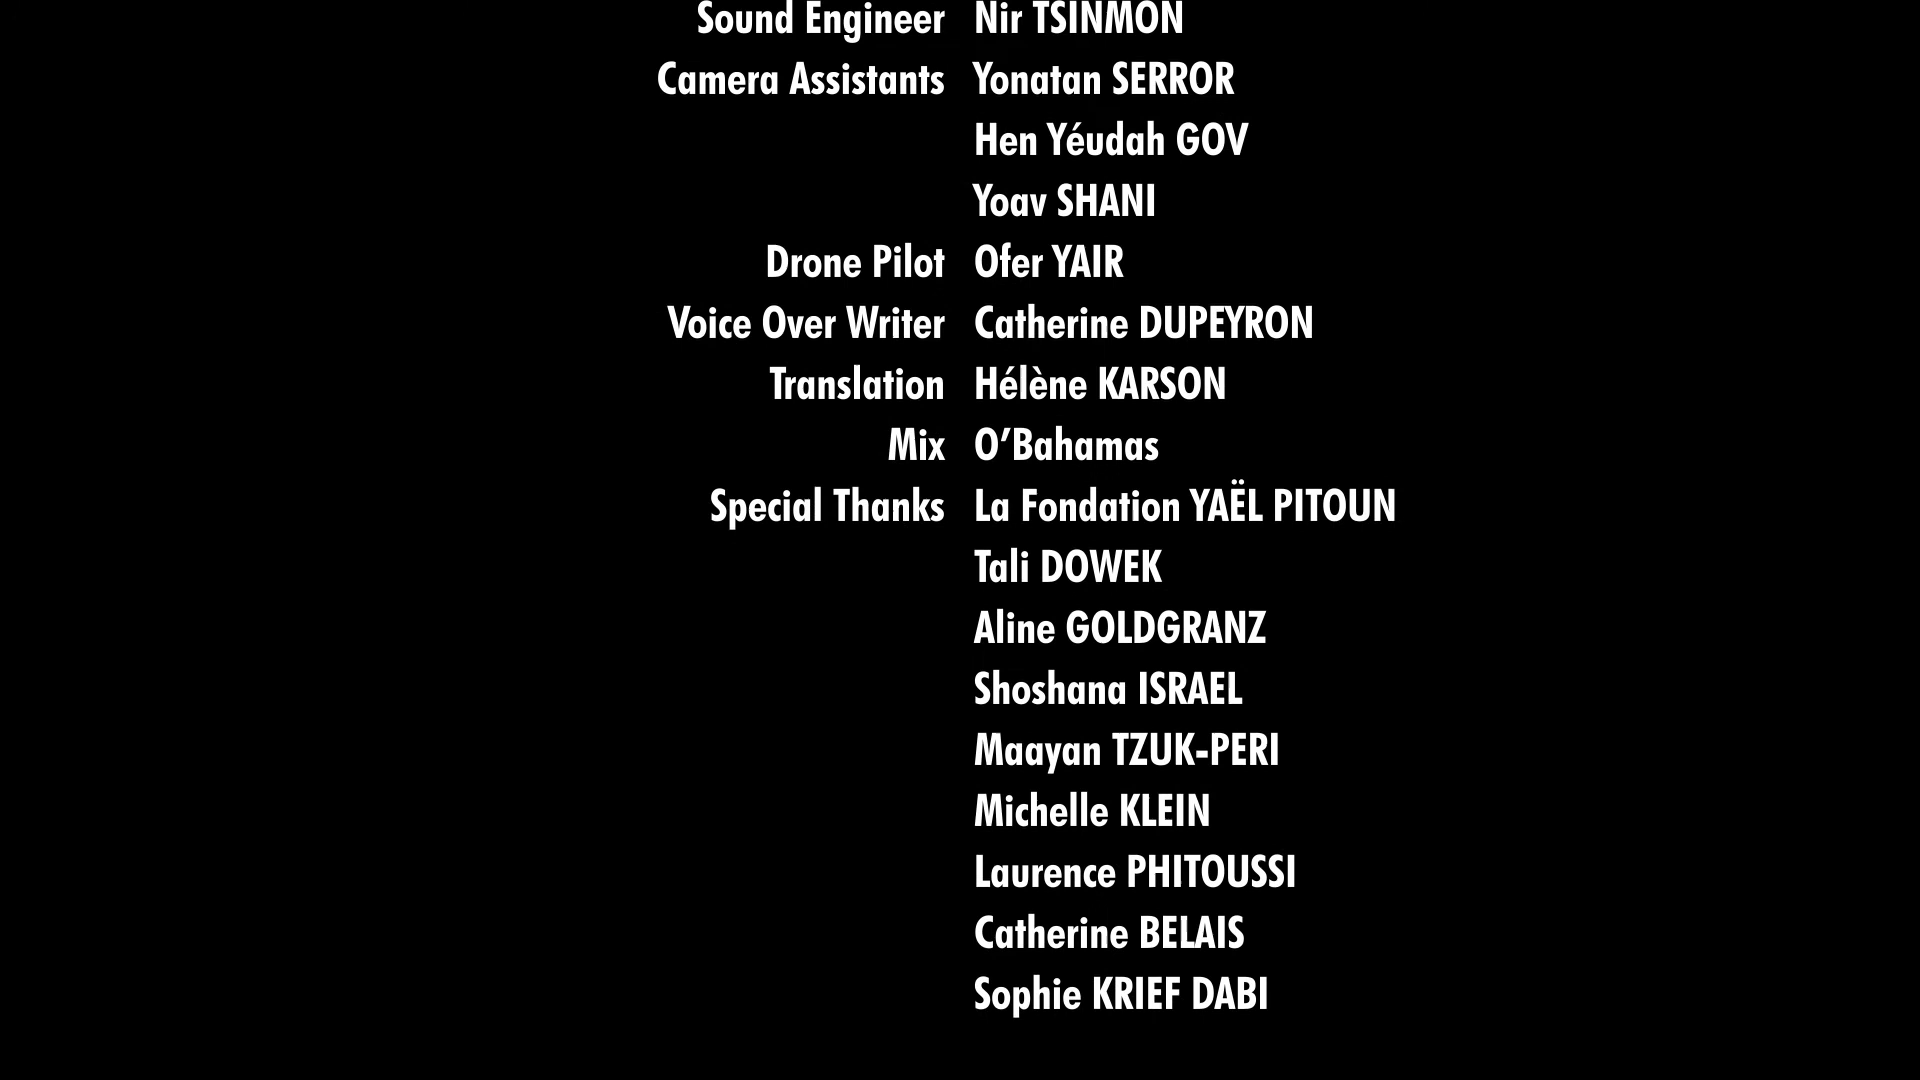 Sound Engineer Nir TSINMON
Camera Assistants Yonatan SERROR
Hen Yéudah GOV
Yoav SHANI
Drone Pilot Ofer YAIR
Voice Over Writer Catherine DUPEYRON
Translation Hélène KARSON
Mix O’Bahamas
Special Thanks La Fondation YAËL PITOUN
Tali DOWEK
Aline GOLDGRANZ
Shoshana ISRAEL
Maayan TZUK-PERI
Michelle KLEIN
Laurence PHITOUSSI
Catherine BELAIS
Sophie KRIEF DABI